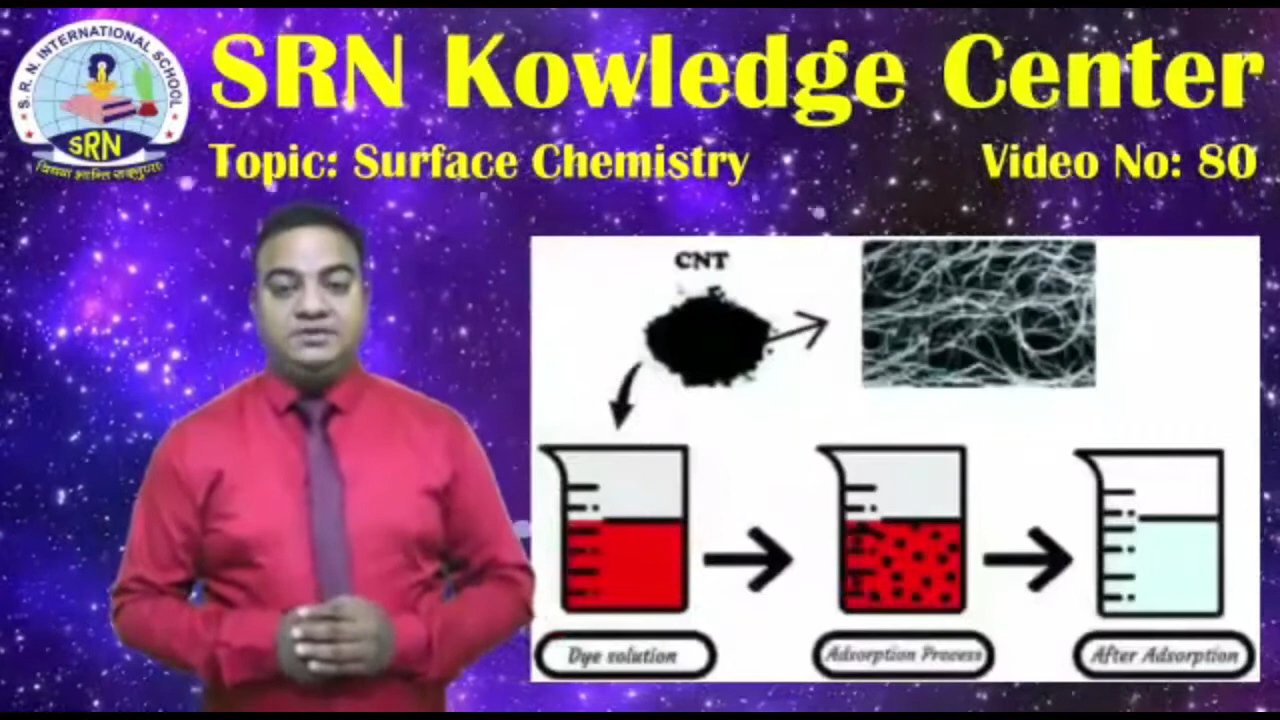 S. R. N. INTERNATIONAL SCHOOL
SRN
SRN Kowledge Center
Topic: Surface Chemistry
Video No: 80
CNT
Dye solution
Adsorption Process
After Adsorption